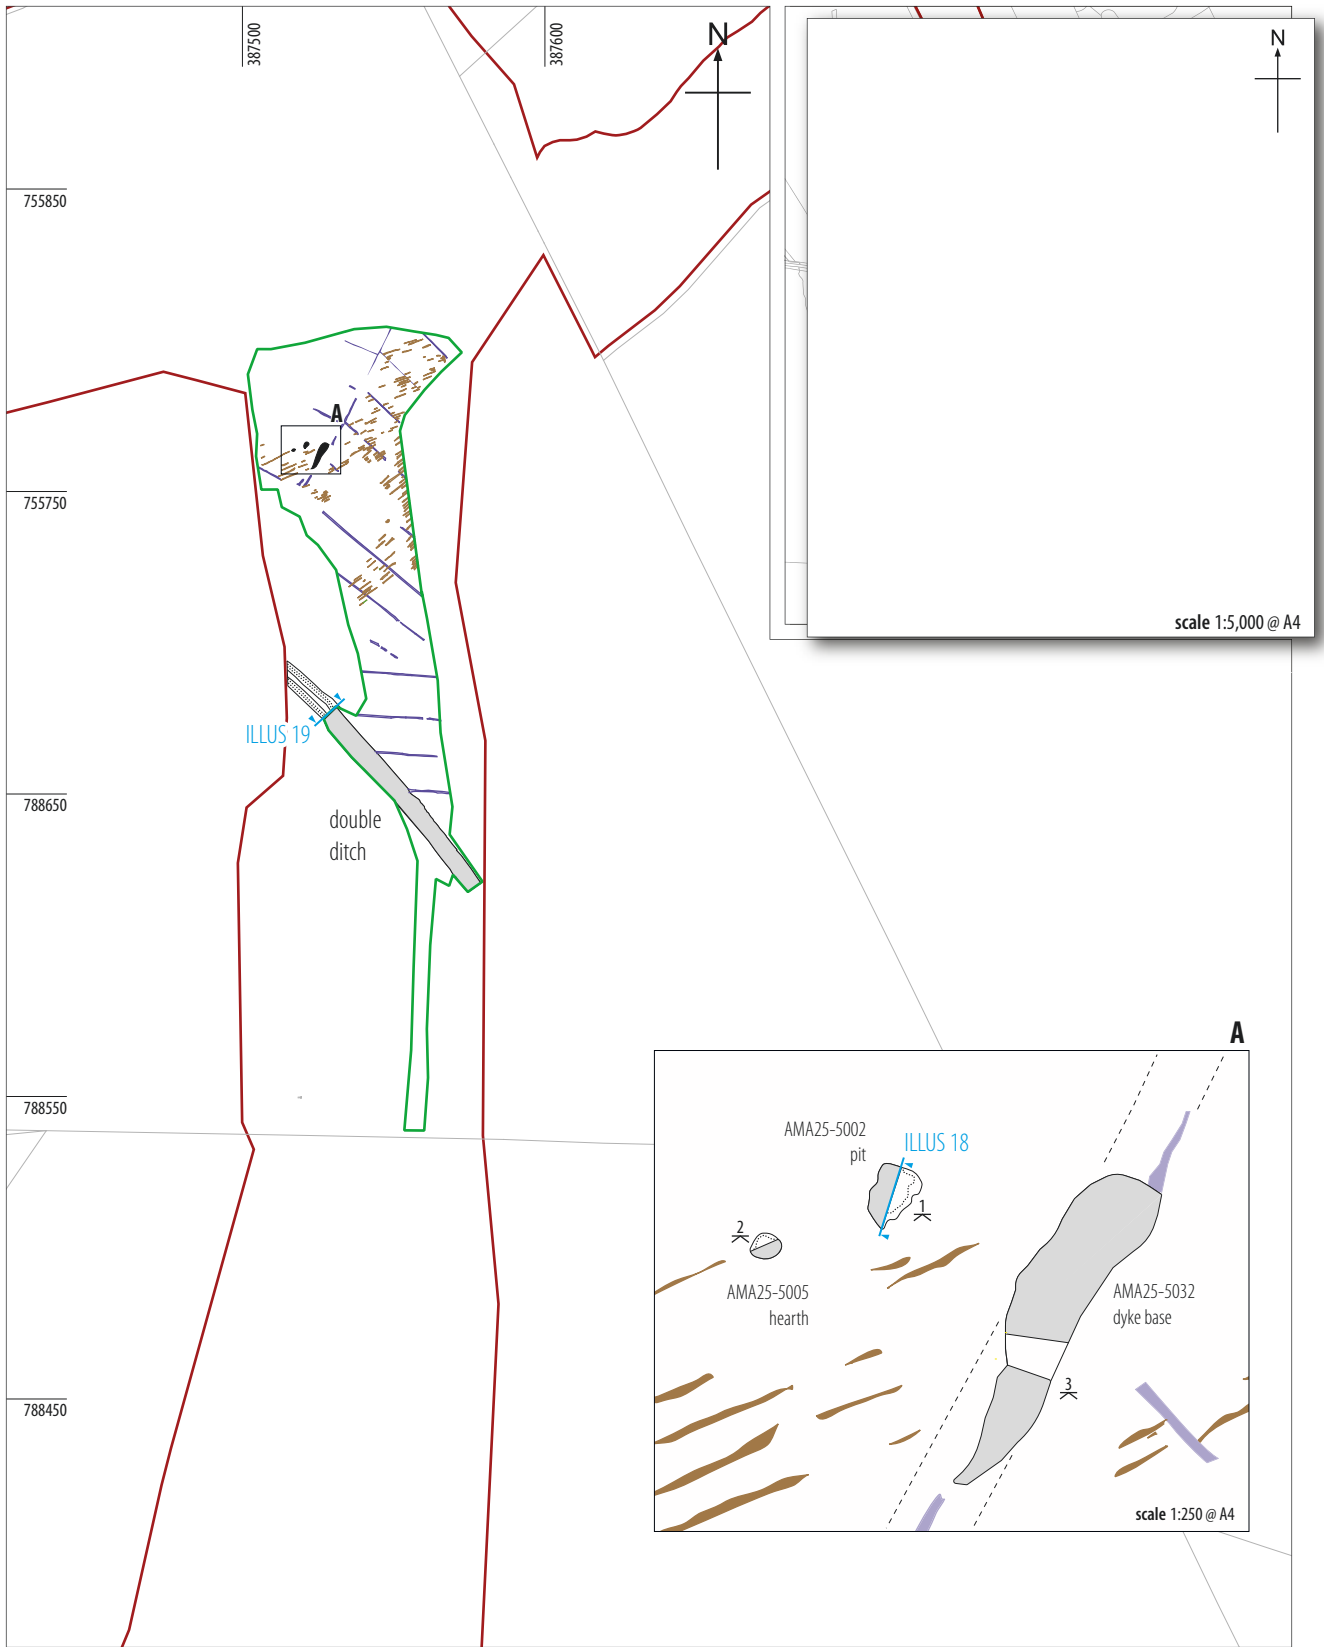 387500
387600
N
N
755850
scale 1:5,000 @ A4
A
755750
ILLUS 19
788650
double
ditch
788550
A
AMA25-5002
pit
ILLUS 18
1
2
AMA25-5005
hearth
AMA25-5032
dyke base
3
788450
scale 1:250 @ A4